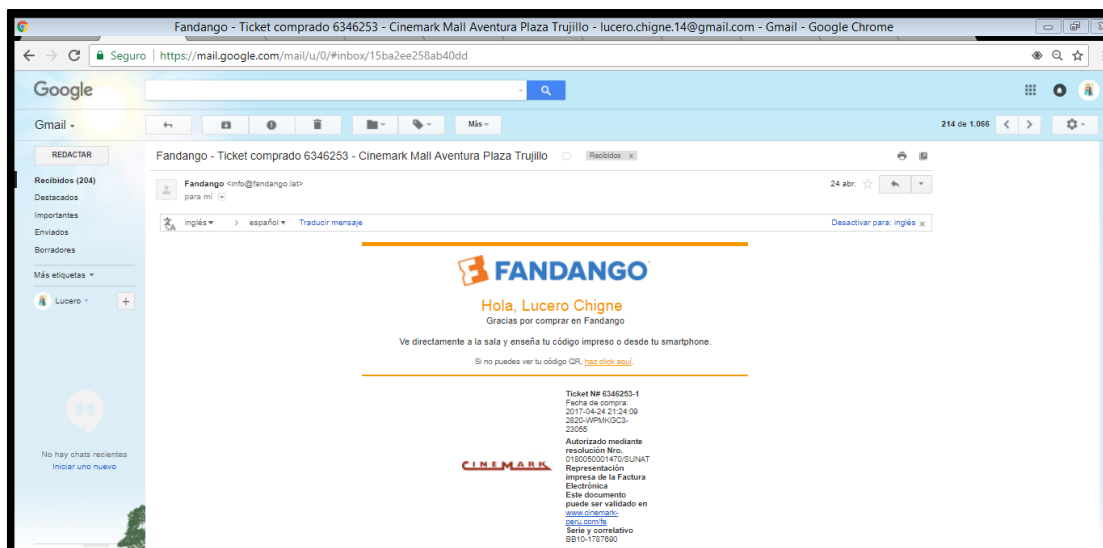 Fandango - Ticket comprado 6346253 - Cinemark Mall Aventura Plaza Trujillo - lucero.chigne.14@gmail.com - Gmail - Google Chrome
Seguro https://mail.google.com/mail/u/0/#inbox/15ba2ee258ab40dd
Google
Gmail
Más
214 de 1.066
REDACTAR
Fandango - Ticket comprado 6346253 - Cinemark Mall Aventura Plaza Trujillo
Recibidos x
Recibidos (204)
Destacados
Importantes
Enviados
Borradores
Más etiquetas
Lucero
Fandango <info@fandango.lat>
24 abr.
para mí
inglés > español Traducir mensaje
Desactivar para: inglés x
FANDANGO
Hola, Lucero Chigne
Gracias por comprar en Fandango
Ve directamente a la sala y enseña tu código impreso o desde tu smartphone.
Si no puedes ver tu código QR, haz click aquí.
No hay chats recientes
Iniciar uno nuevo
CINEMARK
Ticket N# 6346253-1
Fecha de compra:
2017-04-24 21:24:09
2820-WPMKGC3-
23055
Autorizado mediante
resolución Nro.
0180050001470/SUNAT
Representación
impresa de la Factura
Electrónica
Este documento
puede ser validado en
www.cinemark-
peru.com/fe
Serie y correlativo
BB10-1787690